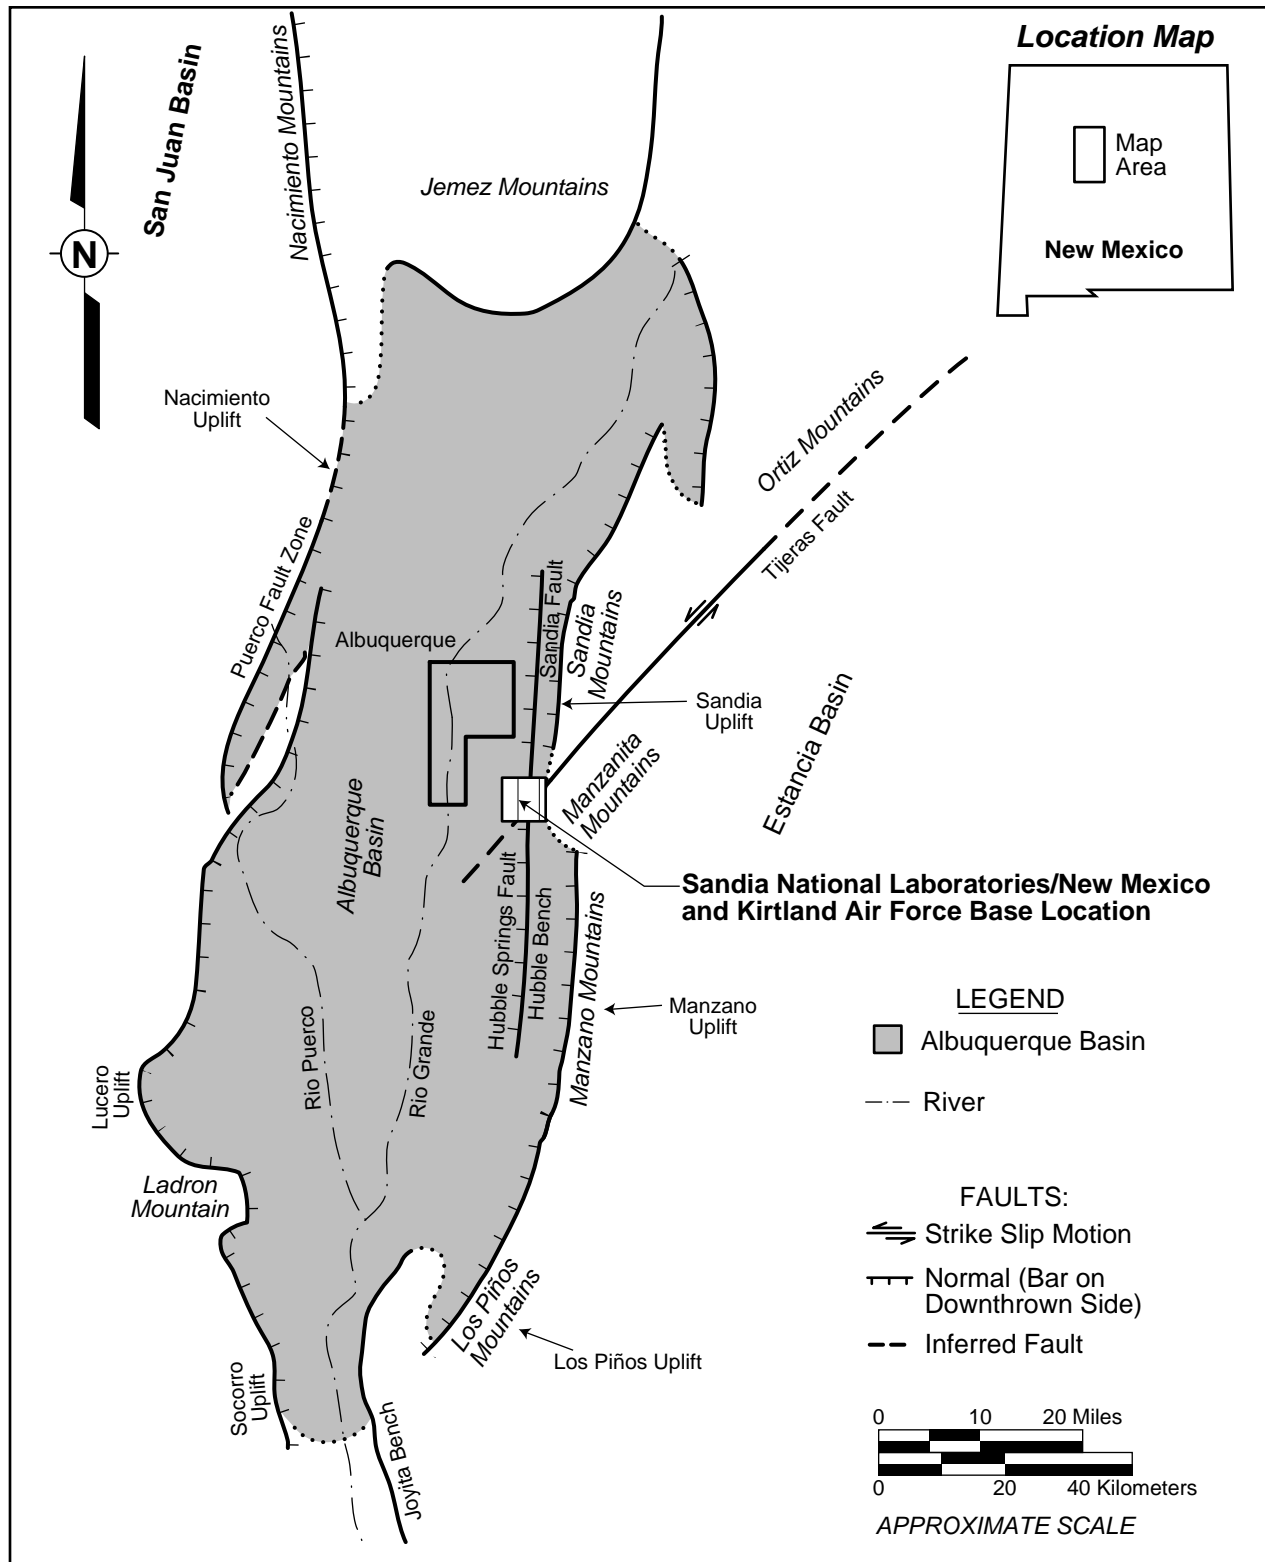 Location Map
Map
Area
New Mexico
San Juan Basin
Nacimiento Mountains
Jemez Mountains
N
Nacimiento
Uplift
Ortiz Mountains
Tijeras Fault
Puerco Fault Zone
Albuquerque
Sandia Fault
Sandia
Mountains
Sandia
Uplift
Estancia Basin
Manzanita
Mountains
Albuquerque
Basin
Sandia National Laboratories/New Mexico
and Kirtland Air Force Base Location
Hubble Springs Fault
Hubble Bench
Manzano Mountains
Manzano
Uplift
Rio Puerco
Rio Grande
Lucero
Uplift
Ladron
Mountain
Los Piños
Mountains
Los Piños Uplift
Socorro
Uplift
Joyita Bench
LEGEND
Albuquerque Basin
River
FAULTS:
Strike Slip Motion
Normal (Bar on
Downthrown Side)
Inferred Fault
0 10 20 Miles
0 20 40 Kilometers
APPROXIMATE SCALE